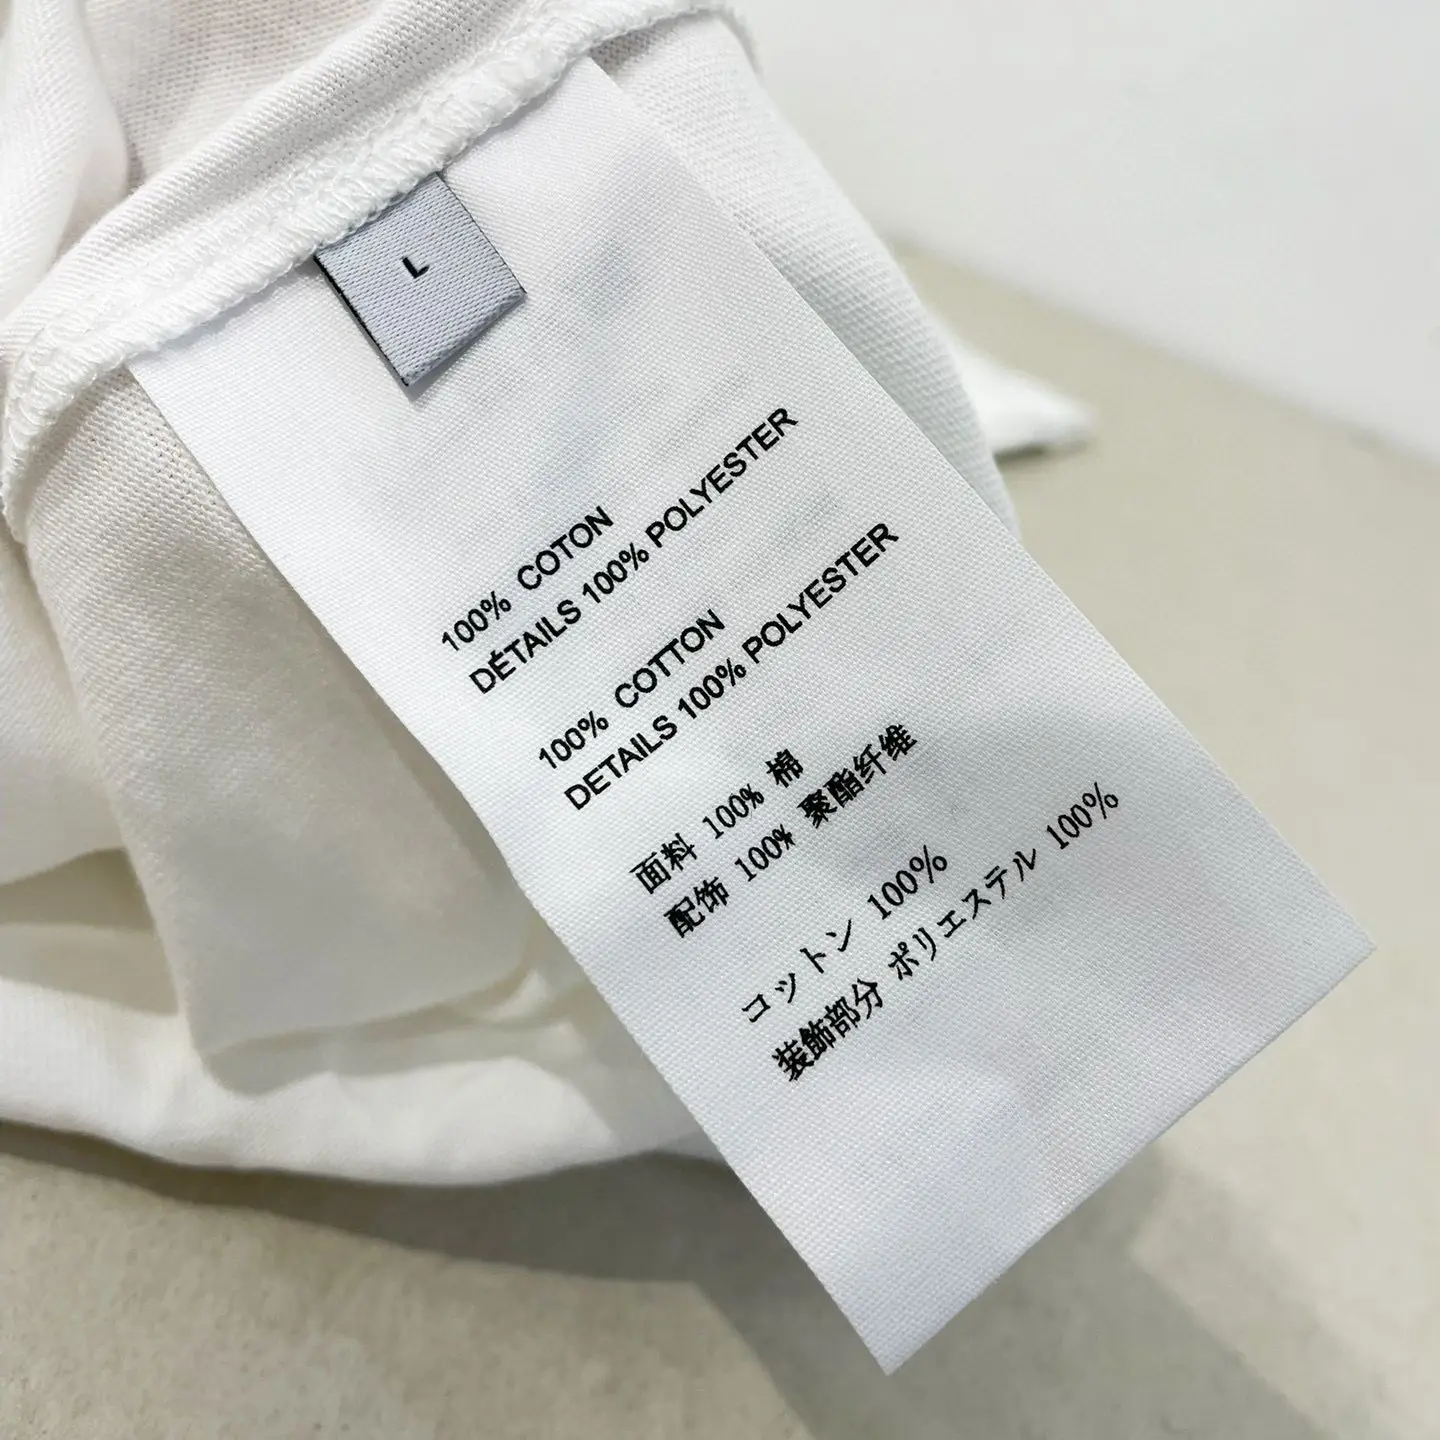 L
100% COTON
DÉTAILS 100% POLYESTER
100% COTTON
DETAILS 100% POLYESTER
面料 100% 棉
配饰 100% 聚酯纤维
コットン 100%
装飾部分 ポリエステル 100%